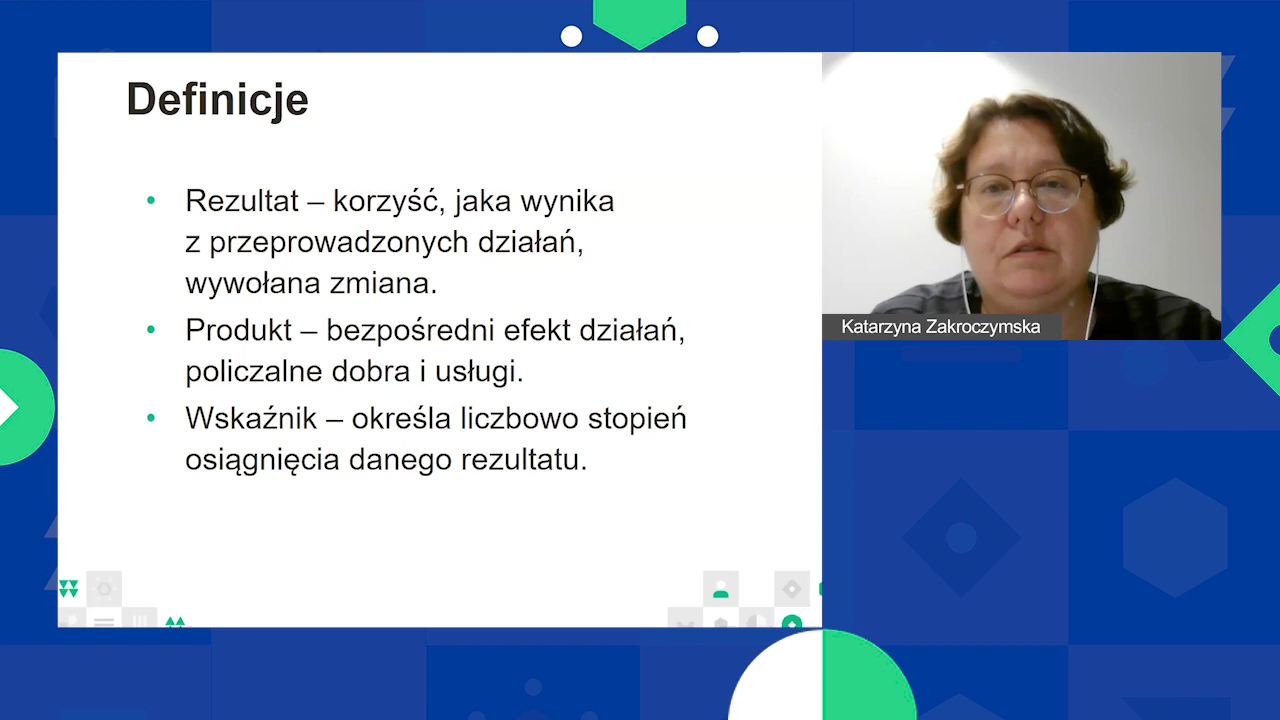 Definicje
• Rezultat – korzyść, jaka wynika
z przeprowadzonych działań,
wywołana zmiana.
• Produkt – bezpośredni efekt działań,
policzalne dobra i usługi.
• Wskaźnik – określa liczbowo stopień
osiągnięcia danego rezultatu.
Katarzyna Zakroczymska